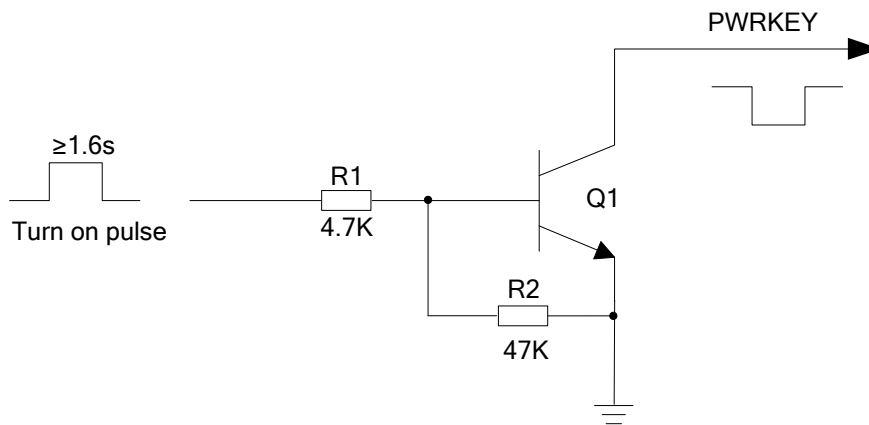 PWRKEY
≥1.6s
Turn on pulse
R1
4.7K
Q1
R2
47K